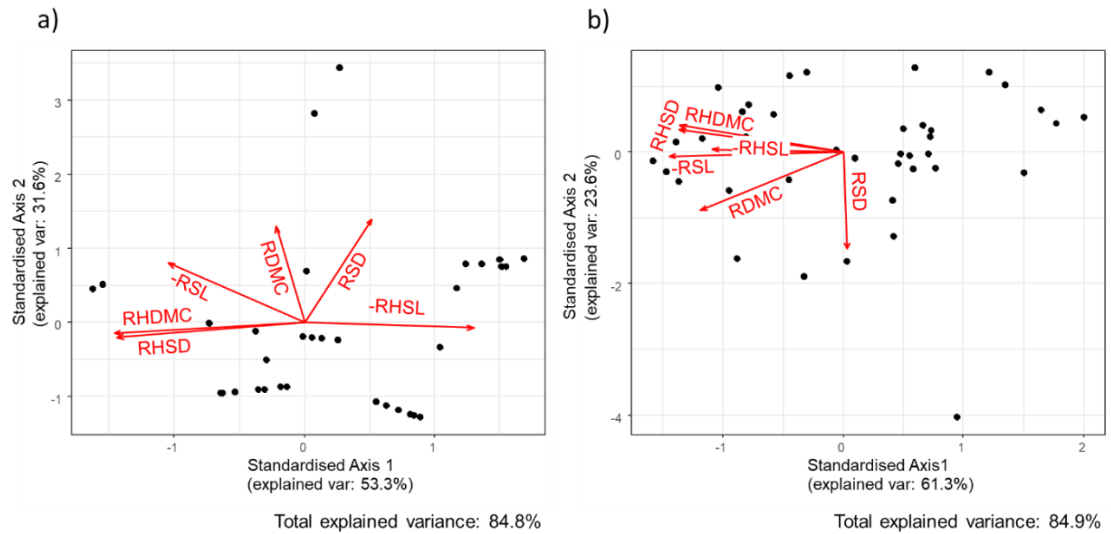 a)
3
2
1
0
-1
Standardised Axis 2
(explained var: 31.6%)
RDMC
RSD
-RSL
-RHSL
RHDMC
RHSD
-1
0
1
Standardised Axis 1
(explained var: 53.3%)
Total explained variance: 84.8%
b)
0
-2
-4
Standardised Axis 2
(explained var: 23.6%)
RHSD
RHDMC
-RHSL
-RSL
RDMC
RSD
-1
0
1
2
Standardised Axis1
(explained var: 61.3%)
Total explained variance: 84.9%